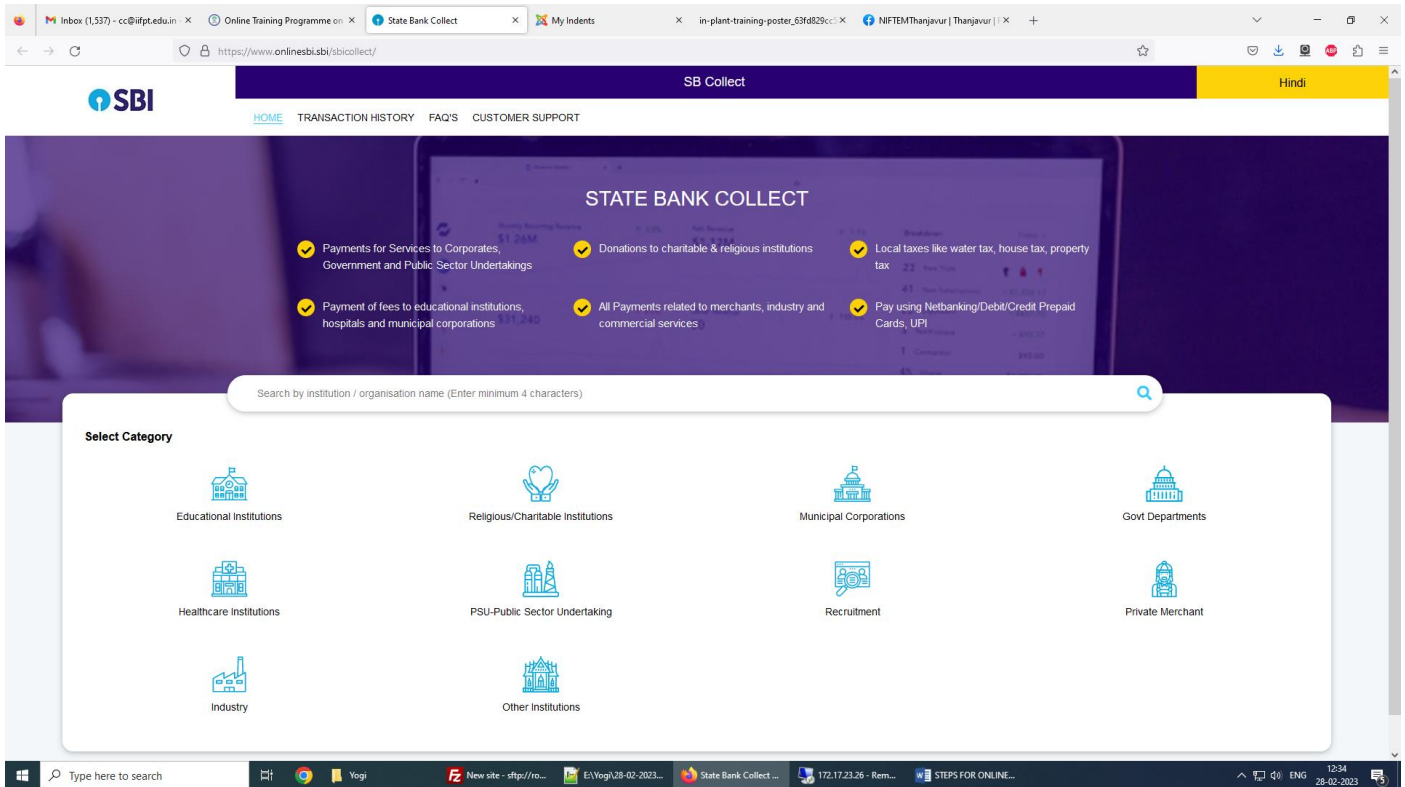 Inbox (1,537) - cc@iifpt.edu.in
Online Training Programme on
State Bank Collect
My Indents
in-plant-training-poster_63fd829cc
NIFTEMThanjavur | Thanjavur |
https://www.onlinesbi.sbi/sbicollect/
ABP
SBI
SB Collect
Hindi
HOME TRANSACTION HISTORY FAQ'S CUSTOMER SUPPORT
STATE BANK COLLECT
Payments for Services to Corporates,
Government and Public Sector Undertakings
Donations to charitable & religious institutions
Local taxes like water tax, house tax, property
tax
Payment of fees to educational institutions,
hospitals and municipal corporations
All Payments related to merchants, industry and
commercial services
Pay using Netbanking/Debit/Credit Prepaid
Cards, UPI
$1.26M
$31,240
Search by institution / organisation name (Enter minimum 4 characters)
Select Category
Educational Institutions
Religious/Charitable Institutions
Municipal Corporations
Govt Departments
Healthcare Institutions
PSU-Public Sector Undertaking
Recruitment
Private Merchant
Industry
Other Institutions
Type here to search
Yogi
New site - sftp://ro...
E:\Yogi\28-02-2023...
State Bank Collect ...
172.17.23.26 - Rem...
STEPS FOR ONLINE...
ENG
12:34
28-02-2023
5